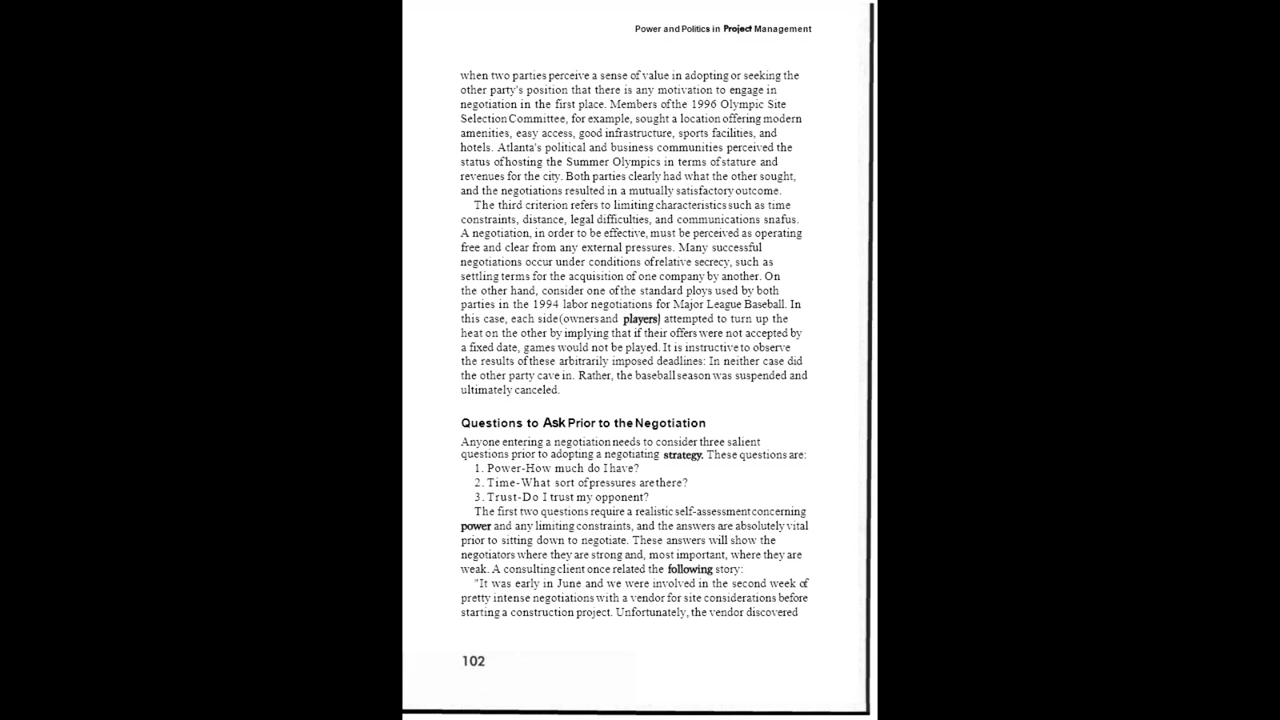 Power and Politics in Project Management
when two parties perceive a sense of value in adopting or seeking the
other party's position that there is any motivation to engage in
negotiation in the first place. Members of the 1996 Olympic Site
Selection Committee, for example, sought a location offering modern
amenities, easy access, good infrastructure, sports facilities, and
hotels. Atlanta's political and business communities perceived the
status of hosting the Summer Olympics in terms of stature and
revenues for the city. Both parties clearly had what the other sought,
and the negotiations resulted in a mutually satisfactory outcome.
The third criterion refers to limiting characteristics such as time
constraints, distance, legal difficulties, and communications snafus.
A negotiation, in order to be effective, must be perceived as operating
free and clear from any external pressures. Many successful
negotiations occur under conditions of relative secrecy, such as
settling terms for the acquisition of one company by another. On
the other hand, consider one of the standard ploys used by both
parties in the 1994 labor negotiations for Major League Baseball. In
this case, each side (owners and players) attempted to turn up the
heat on the other by implying that if their offers were not accepted by
a fixed date, games would not be played. It is instructive to observe
the results of these arbitrarily imposed deadlines: In neither case did
the other party cave in. Rather, the baseball season was suspended and
ultimately canceled.
Questions to Ask Prior to the Negotiation
Anyone entering a negotiation needs to consider three salient
questions prior to adopting a negotiating strategy. These questions are:
1. Power-How much do I have?
2. Time-What sort of pressures are there?
3. Trust-Do I trust my opponent?
The first two questions require a realistic self-assessment concerning
power and any limiting constraints, and the answers are absolutely vital
prior to sitting down to negotiate. These answers will show the
negotiators where they are strong and, most important, where they are
weak. A consulting client once related the following story:
"It was early in June and we were involved in the second week of
pretty intense negotiations with a vendor for site considerations before
starting a construction project. Unfortunately, the vendor discovered
102